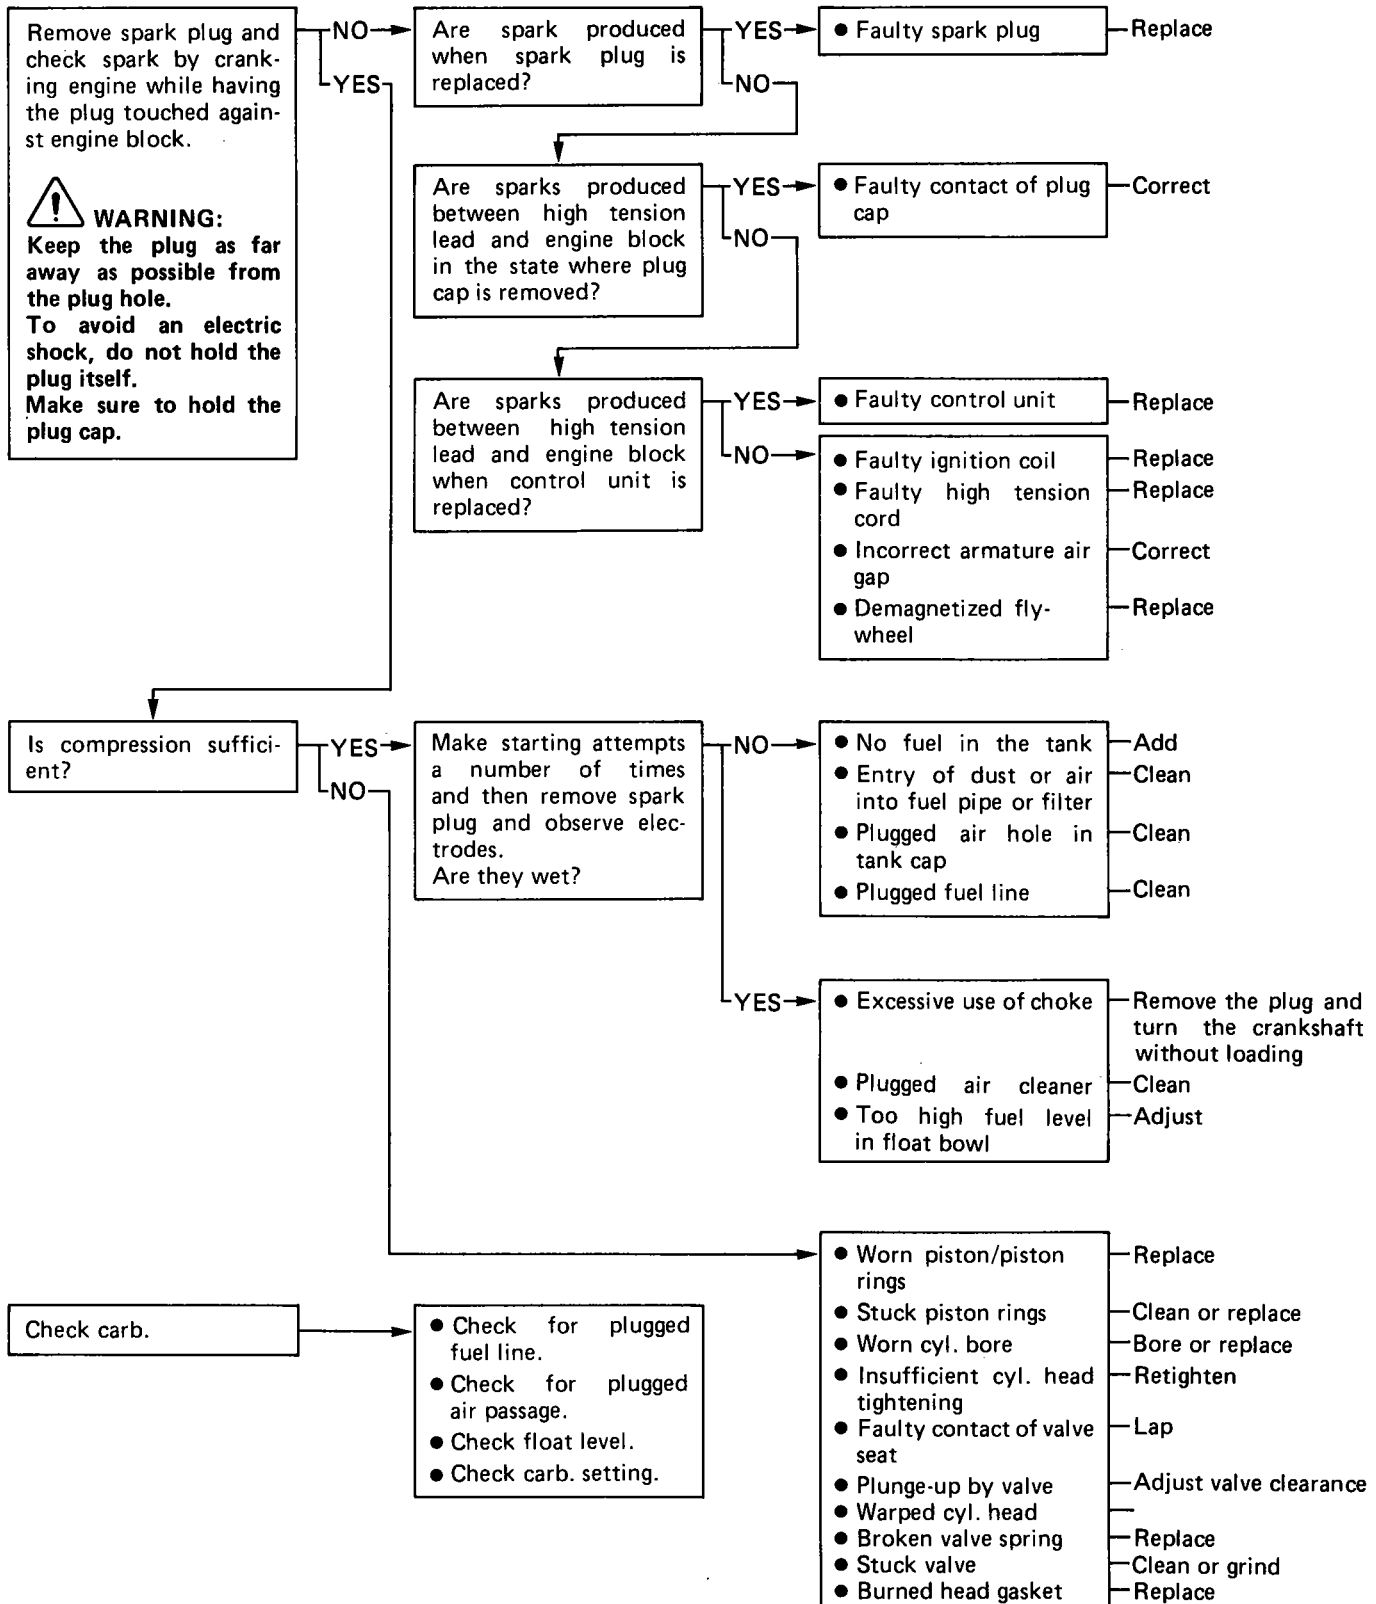 Remove spark plug and
check spark by crank-
ing engine while having
the plug touched again-
st engine block.
WARNING:
Keep the plug as far
away as possible from
the plug hole.
To avoid an electric
shock, do not hold the
plug itself.
Make sure to hold the
plug cap.
NO
YES
Are spark produced
when spark plug is
replaced?
YES
NO
● Faulty spark plug
Replace
Are sparks produced
between high tension
lead and engine block
in the state where plug
cap is removed?
YES
NO
● Faulty contact of plug
cap
Correct
Are sparks produced
between high tension
lead and engine block
when control unit is
replaced?
YES
NO
● Faulty control unit
Replace
● Faulty ignition coil
Replace
● Faulty high tension
cord
Replace
● Incorrect armature air
gap
Correct
● Demagnetized fly-
wheel
Replace
Is compression suffici-
ent?
YES
NO
Make starting attempts
a number of times
and then remove spark
plug and observe elec-
trodes.
Are they wet?
NO
● No fuel in the tank
Add
● Entry of dust or air
into fuel pipe or filter
Clean
● Plugged air hole in
tank cap
Clean
● Plugged fuel line
Clean
YES
● Excessive use of choke
Remove the plug and
turn the crankshaft
without loading
● Plugged air cleaner
Clean
● Too high fuel level
in float bowl
Adjust
● Worn piston/piston
rings
Replace
● Stuck piston rings
Clean or replace
● Worn cyl. bore
Bore or replace
● Insufficient cyl. head
tightening
Retighten
● Faulty contact of valve
seat
Lap
● Plunge-up by valve
Adjust valve clearance
● Warped cyl. head
● Broken valve spring
Replace
● Stuck valve
Clean or grind
● Burned head gasket
Replace
Check carb.
● Check for plugged
fuel line.
● Check for plugged
air passage.
● Check float level.
● Check carb. setting.